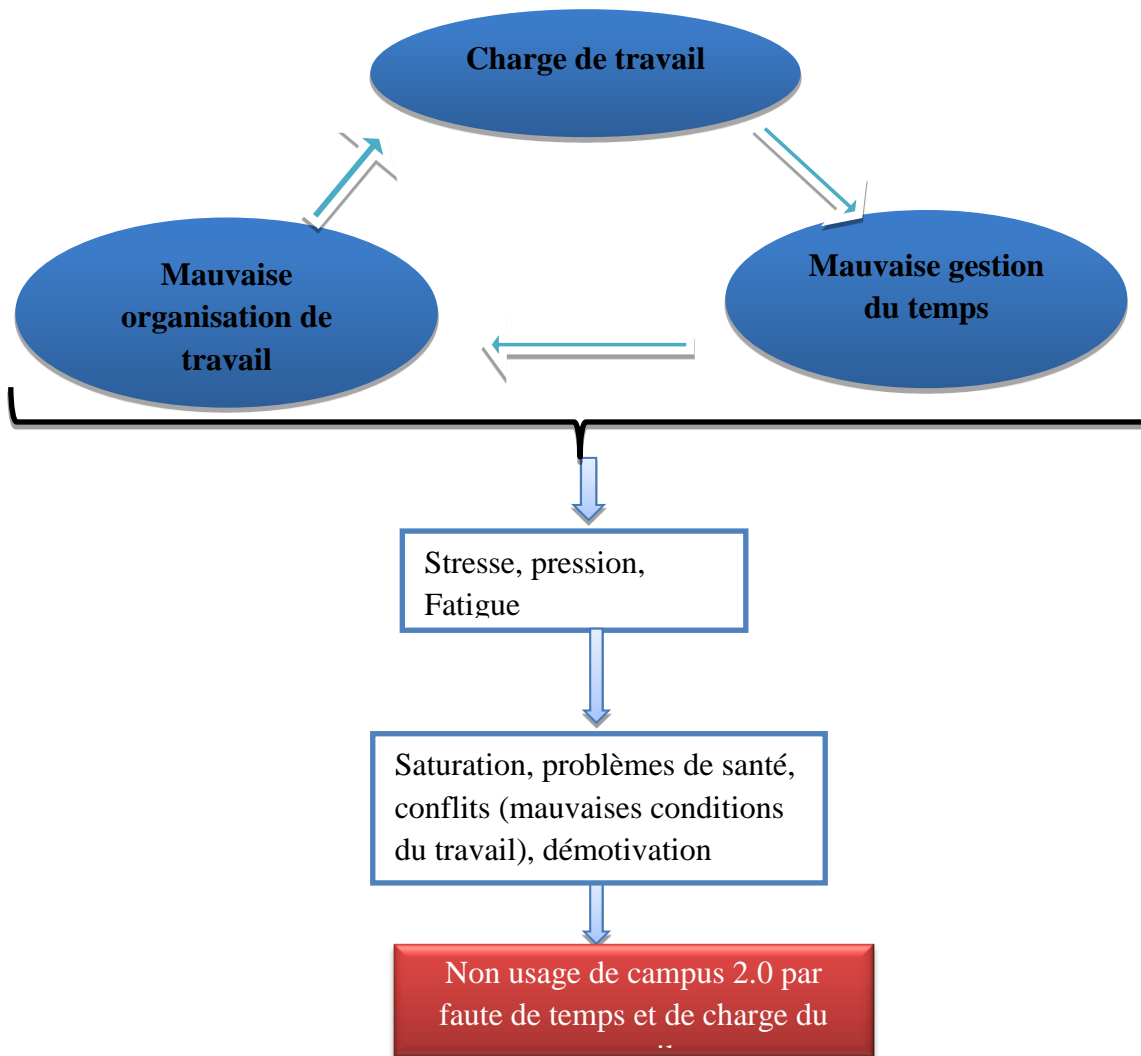 Charge de travail
Mauvaise
organisation de
travail
Mauvaise gestion
du temps
Stresse, pression,
Fatigue
Saturation, problèmes de santé,
conflits (mauvaises conditions
du travail), démotivation
Non usage de campus 2.0 par
faute de temps et de charge du